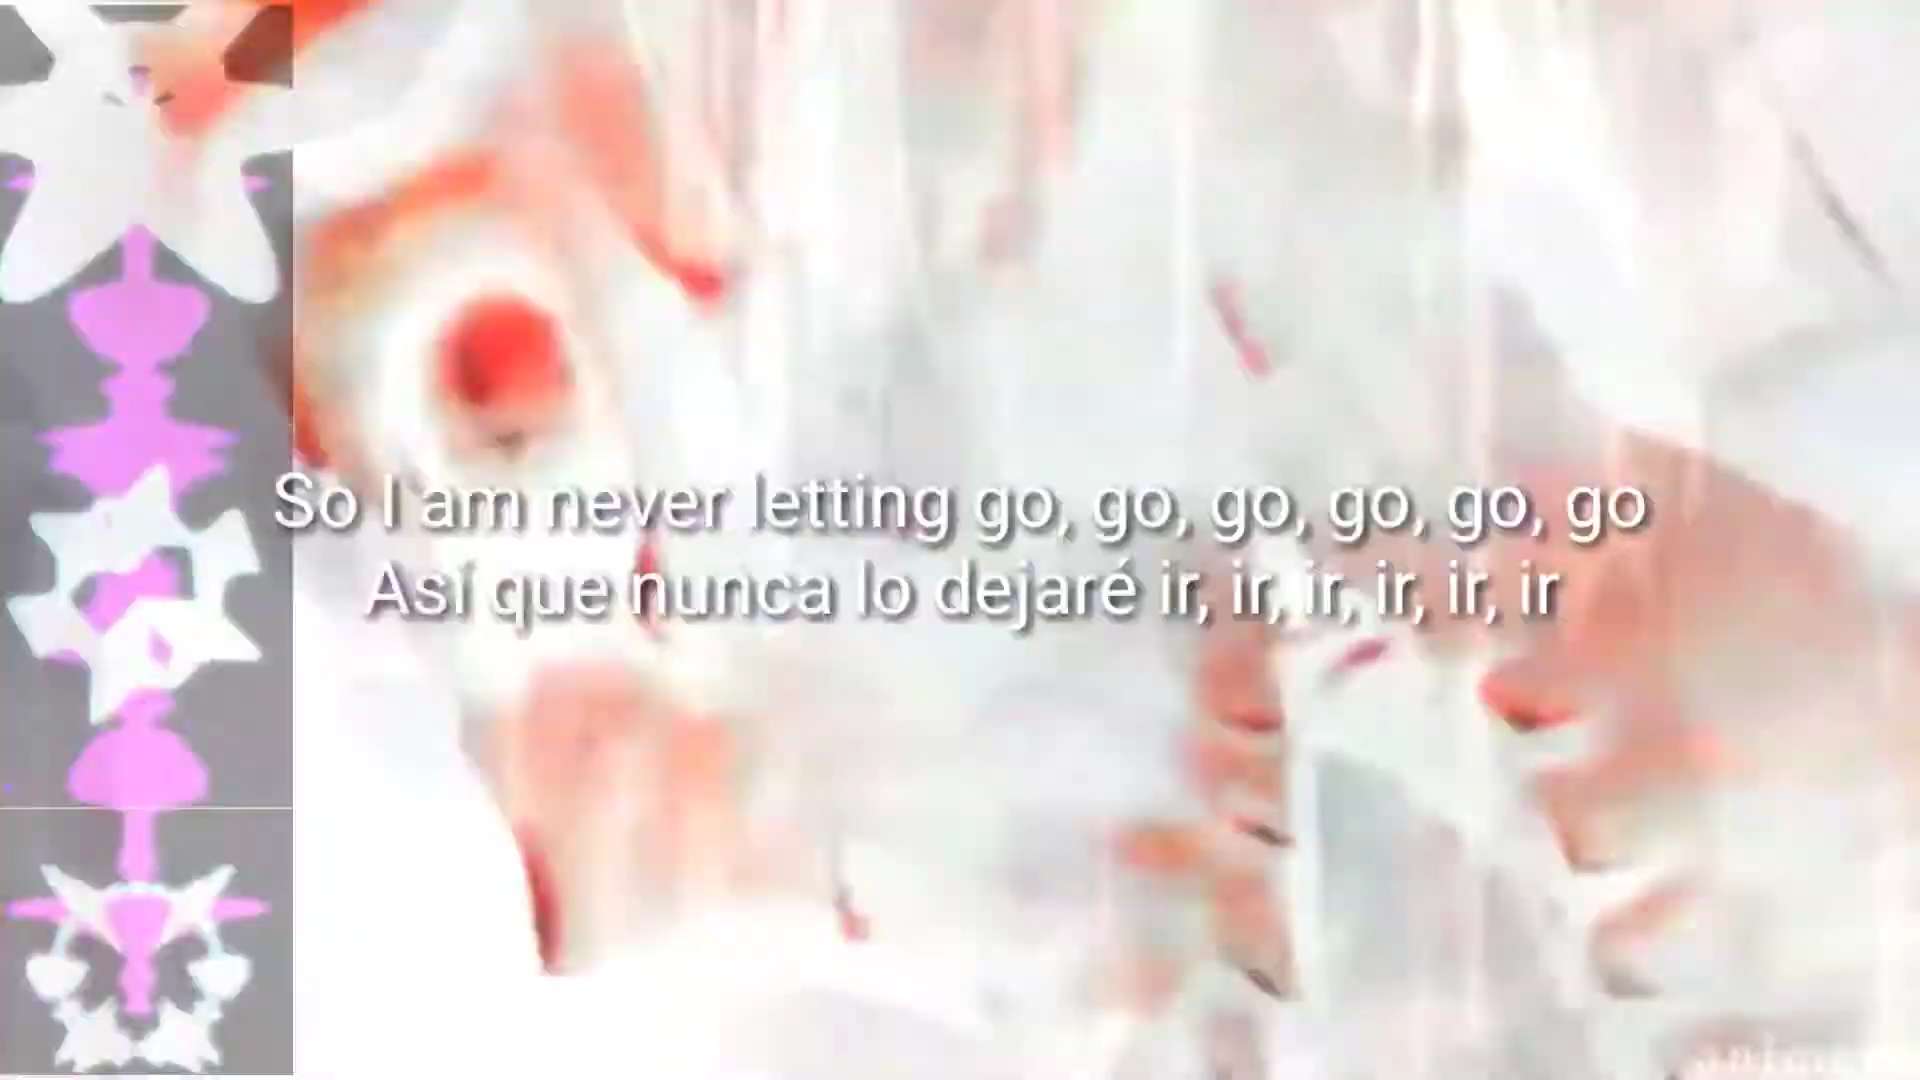 So I am never letting go, go, go, go, go, go
Así que nunca lo dejaré ir, ir, ir, ir, ir, ir